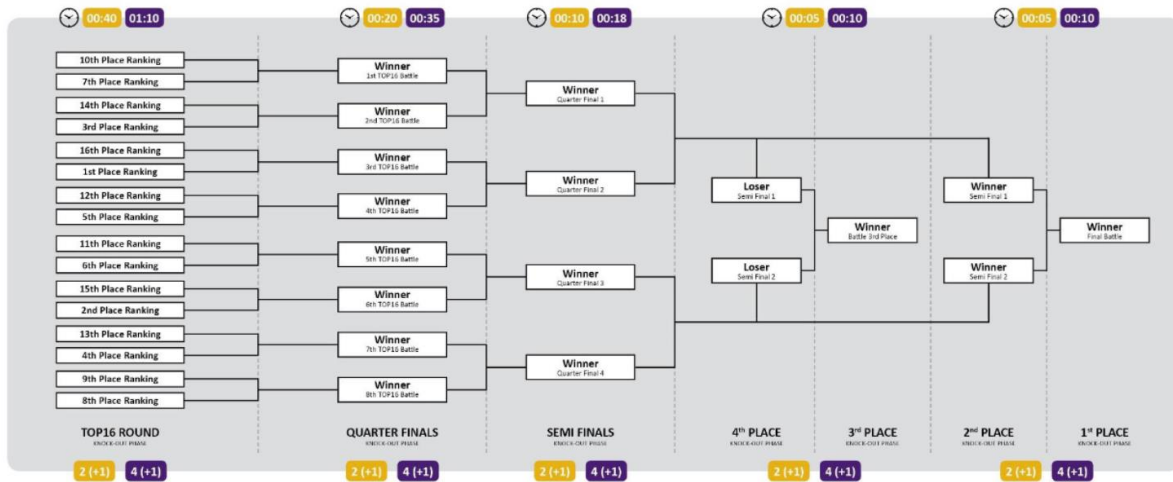 00:40 01:10
00:20 00:35
00:10 00:18
00:05 00:10
00:05 00:10
10th Place Ranking
7th Place Ranking
14th Place Ranking
3rd Place Ranking
16th Place Ranking
1st Place Ranking
12th Place Ranking
5th Place Ranking
11th Place Ranking
6th Place Ranking
15th Place Ranking
2nd Place Ranking
13th Place Ranking
4th Place Ranking
9th Place Ranking
8th Place Ranking
Winner
1st TOP16 Battle
Winner
2nd TOP16 Battle
Winner
3rd TOP16 Battle
Winner
4th TOP16 Battle
Winner
5th TOP16 Battle
Winner
6th TOP16 Battle
Winner
7th TOP16 Battle
Winner
8th TOP16 Battle
Winner
Quarter Final 1
Winner
Quarter Final 2
Winner
Quarter Final 3
Winner
Quarter Final 4
Loser
Semi Final 1
Loser
Semi Final 2
Winner
Battle 3rd Place
Winner
Semi Final 1
Winner
Semi Final 2
Winner
Final Battle
TOP16 ROUND
KNOCK-OUT PHASE
QUARTER FINALS
KNOCK-OUT PHASE
SEMI FINALS
KNOCK-OUT PHASE
4th PLACE
KNOCK-OUT PHASE
3rd PLACE
KNOCK-OUT PHASE
2nd PLACE
KNOCK-OUT PHASE
1st PLACE
KNOCK-OUT PHASE
2 (+1) 4 (+1)
2 (+1) 4 (+1)
2 (+1) 4 (+1)
2 (+1) 4 (+1)
2 (+1) 4 (+1)